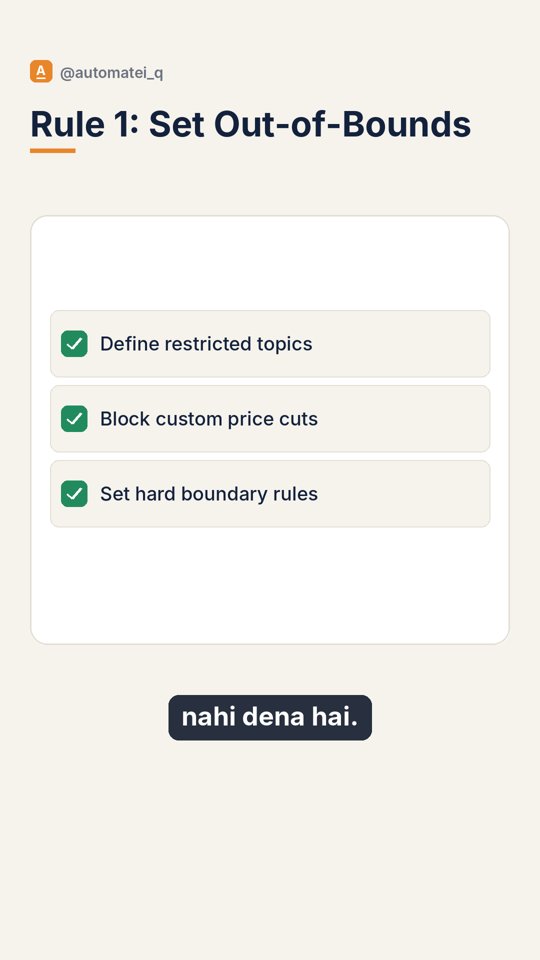 A
@automatei_q
Rule 1: Set Out-of-Bounds
Define restricted topics
Block custom price cuts
Set hard boundary rules
nahi dena hai.